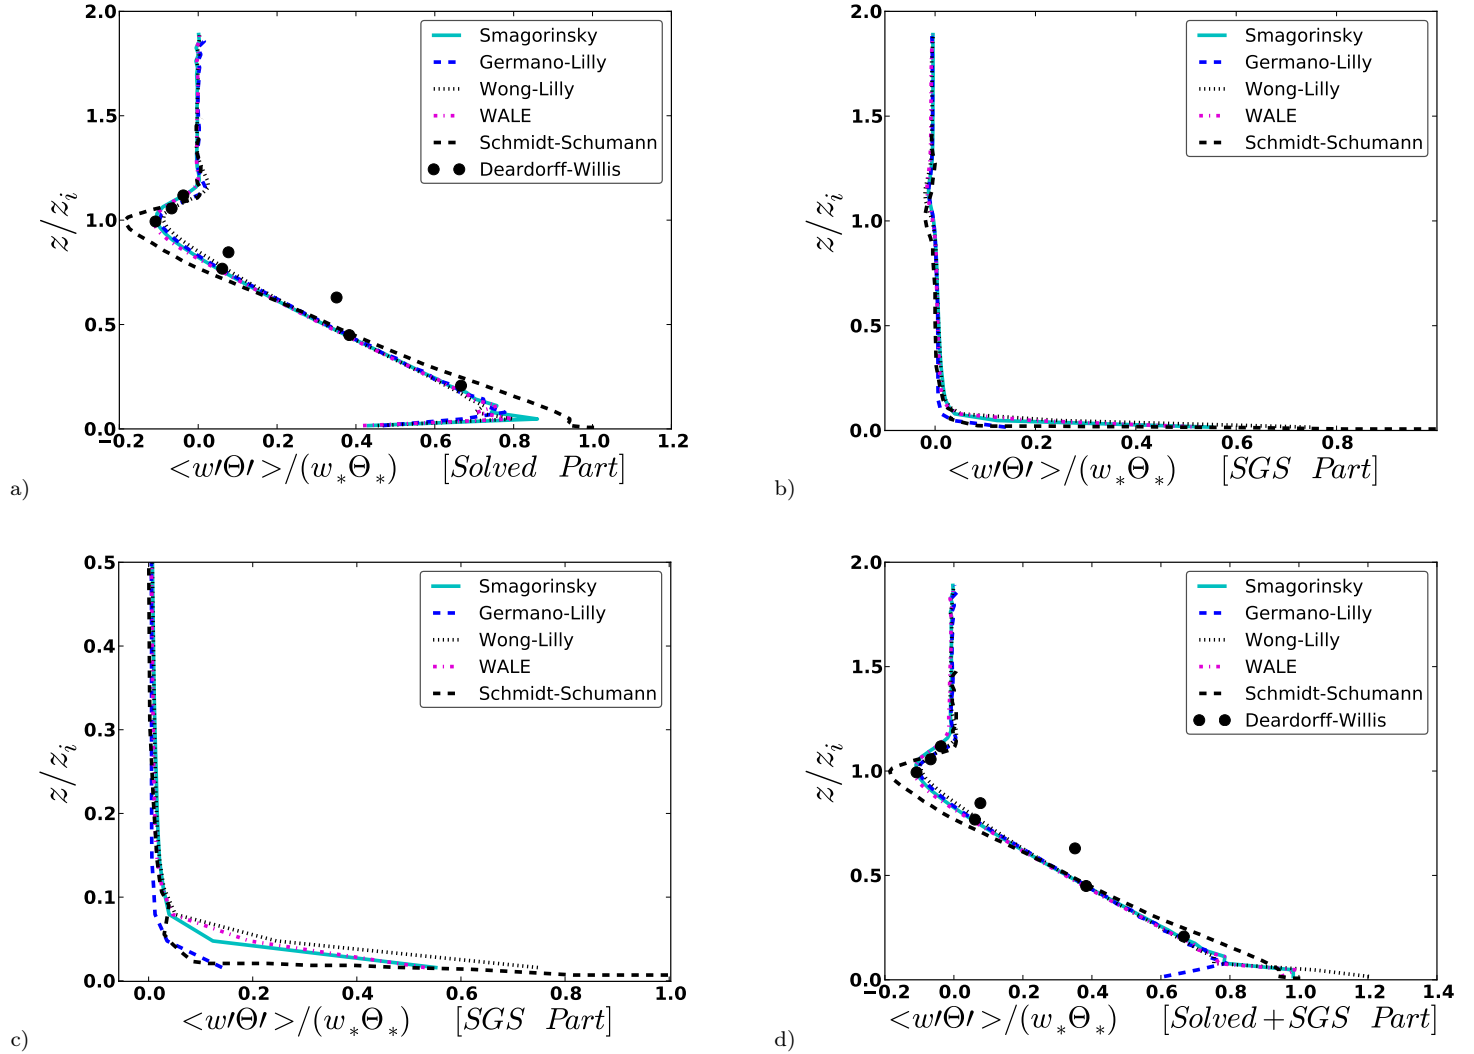 2.0
1.5
1.0
0.5
0.0
−0.2 0.0 0.2 0.4 0.6 0.8 1.0 1.2
z/z_i
Smagorinsky
Germano-Lilly
Wong-Lilly
WALE
Schmidt-Schumann
Deardorff-Willis
<w′Θ′>/(w_*Θ_*) [Solved Part]
a)
2.0
1.5
1.0
0.5
0.0
0.0 0.2 0.4 0.6 0.8
z/z_i
Smagorinsky
Germano-Lilly
Wong-Lilly
WALE
Schmidt-Schumann
<w′Θ′>/(w_*Θ_*) [SGS Part]
b)
0.5
0.4
0.3
0.2
0.1
0.0
0.0 0.2 0.4 0.6 0.8 1.0
z/z_i
Smagorinsky
Germano-Lilly
Wong-Lilly
WALE
Schmidt-Schumann
<w′Θ′>/(w_*Θ_*) [SGS Part]
c)
2.0
1.5
1.0
0.5
0.0
−0.2 0.0 0.2 0.4 0.6 0.8 1.0 1.2 1.4
z/z_i
Smagorinsky
Germano-Lilly
Wong-Lilly
WALE
Schmidt-Schumann
Deardorff-Willis
<w′Θ′>/(w_*Θ_*) [Solved+SGS Part]
d)